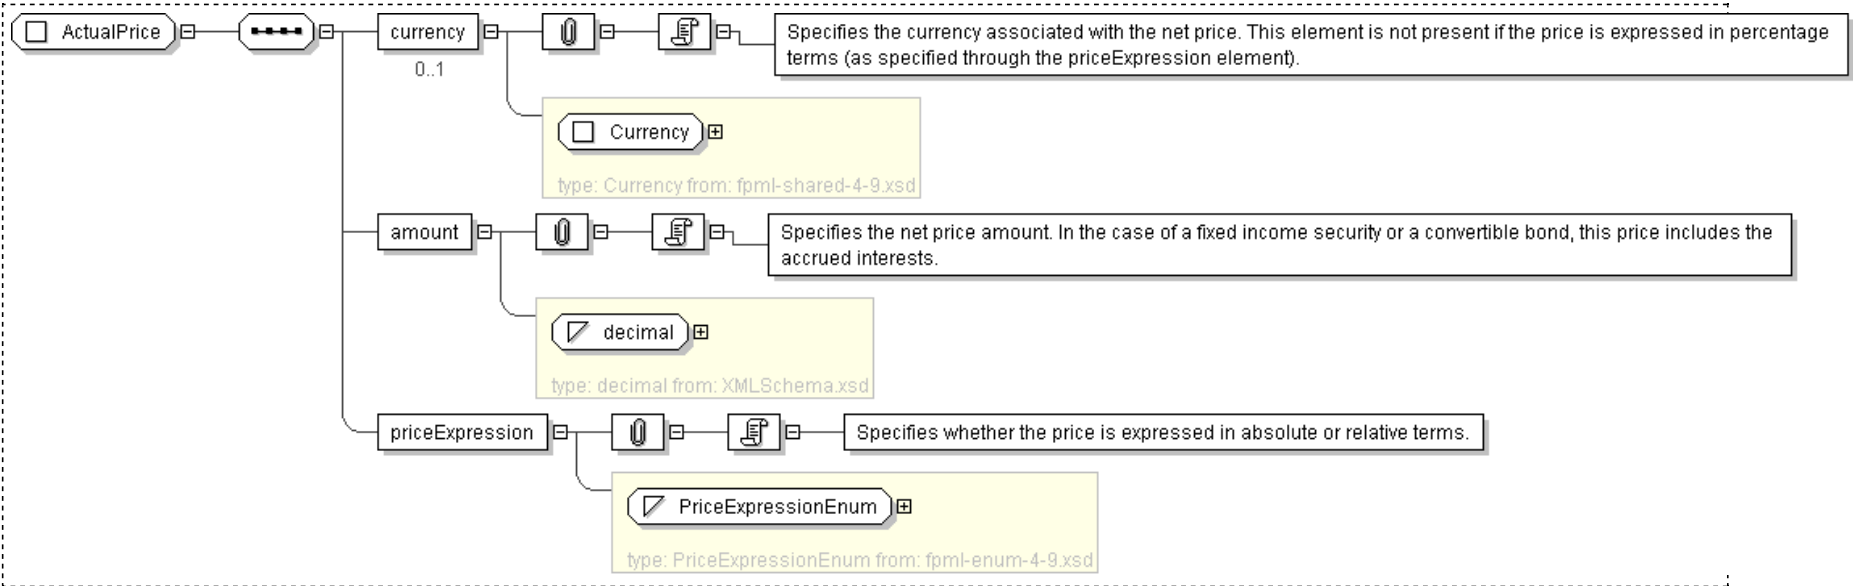 ActualPrice
currency
0..1
Specifies the currency associated with the net price. This element is not present if the price is expressed in percentage
terms (as specified through the priceExpression element).
Currency
type: Currency from: fpml-shared-4-9.xsd
amount
Specifies the net price amount. In the case of a fixed income security or a convertible bond, this price includes the
accrued interests.
decimal
type: decimal from: XMLSchema.xsd
priceExpression
Specifies whether the price is expressed in absolute or relative terms.
PriceExpressionEnum
type: PriceExpressionEnum from: fpml-enum-4-9.xsd